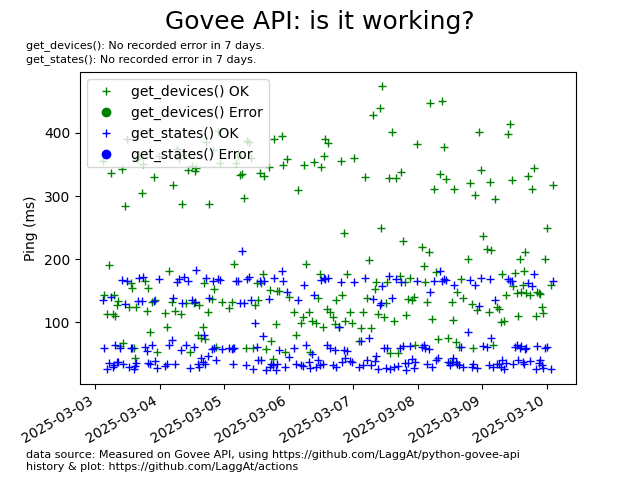 Govee API: is it working?
get_devices(): No recorded error in 7 days.
get_states(): No recorded error in 7 days.
get_devices() OK
get_devices() Error
get_states() OK
get_states() Error
Ping (ms)
400
300
200
100
2025-03-03
2025-03-04
2025-03-05
2025-03-06
2025-03-07
2025-03-08
2025-03-09
2025-03-10
data source: Measured on Govee API, using https://github.com/LaggAt/python-govee-api
history & plot: https://github.com/LaggAt/actions